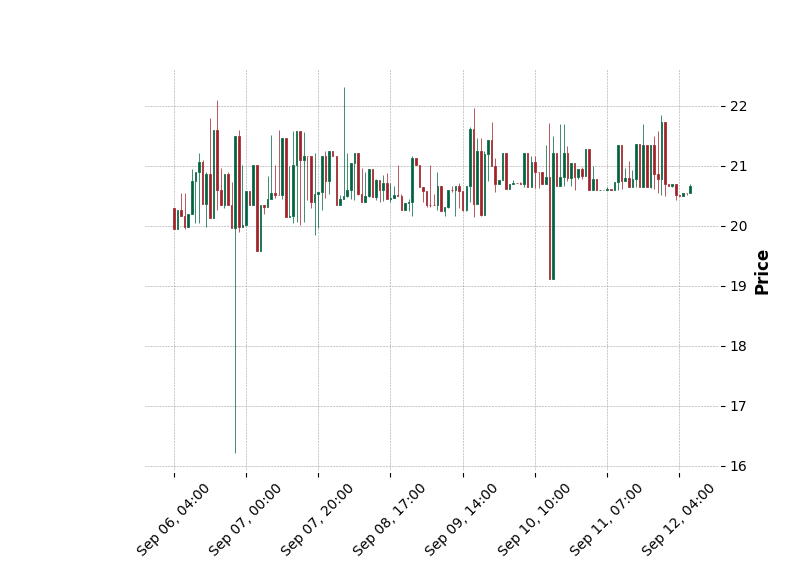 22
21
20
19
18
17
16
Price
Sep 06, 04:00
Sep 07, 00:00
Sep 07, 20:00
Sep 08, 17:00
Sep 09, 14:00
Sep 10, 10:00
Sep 11, 07:00
Sep 12, 04:00